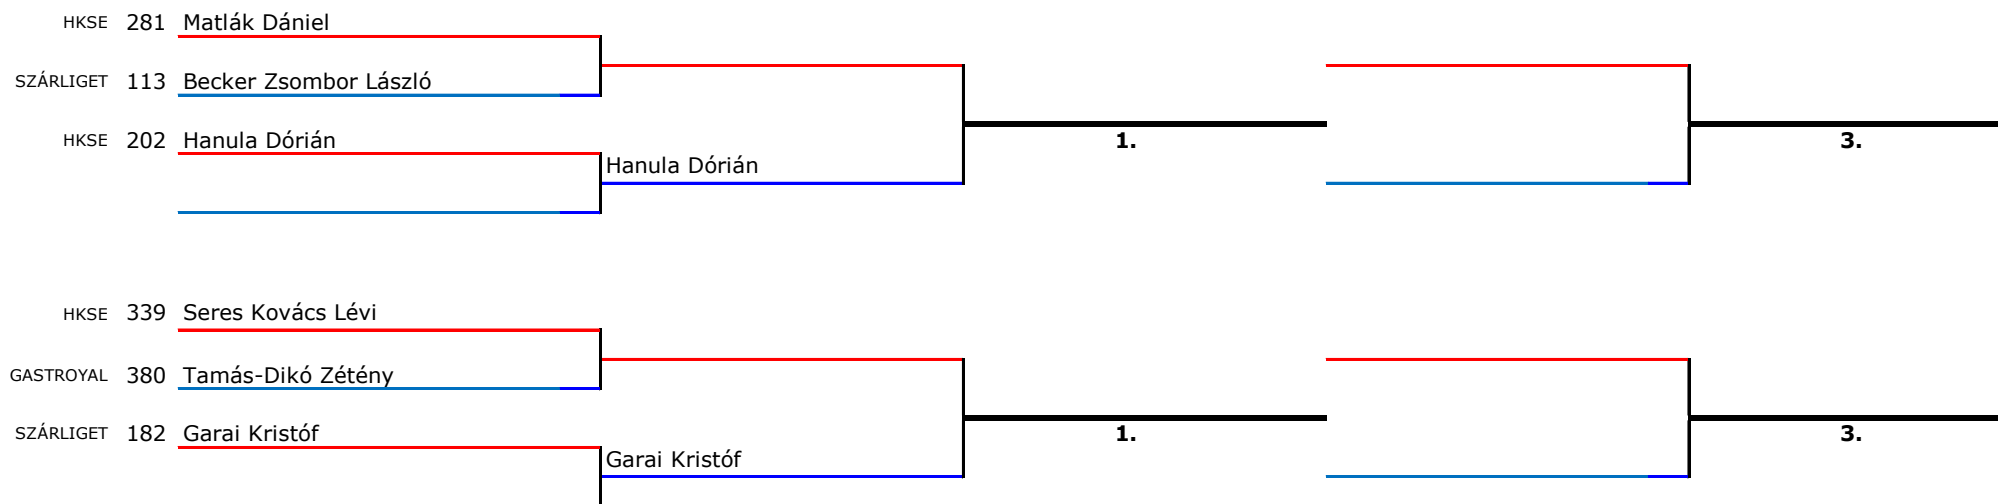 HKSE 281 Matlák Dániel
SZÁRLIGET 113 Becker Zsombor László
HKSE 202 Hanula Dórián
1.
3.
Hanula Dórián
HKSE 339 Seres Kovács Lévi
GASTROYAL 380 Tamás-Dikó Zétény
SZÁRLIGET 182 Garai Kristóf
1.
3.
Garai Kristóf